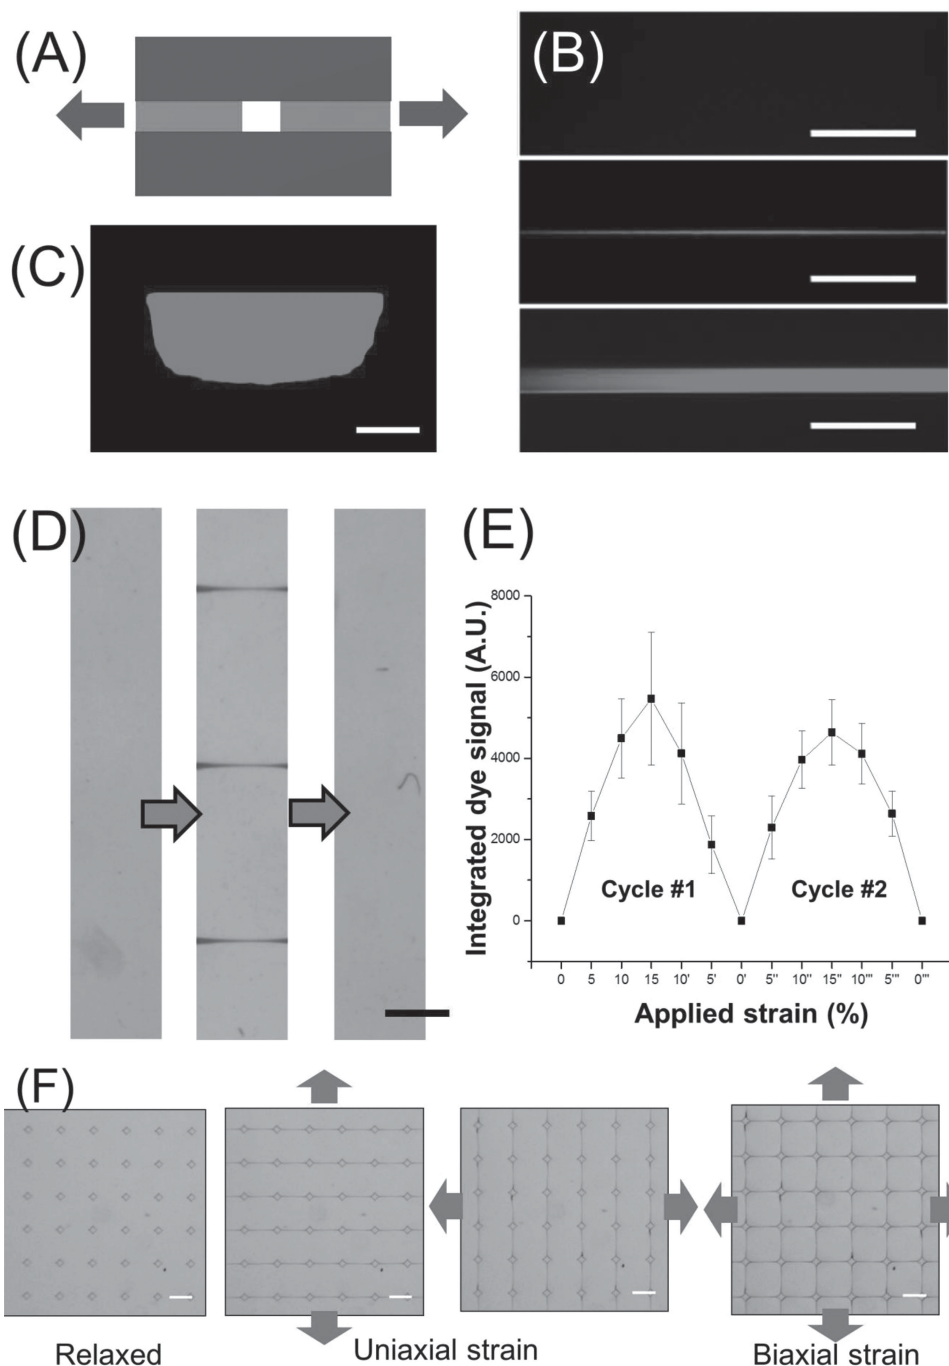 (A)
(B)
(C)
(D)
(E)
Integrated dye signal (A.U.)
8000
6000
4000
2000
0
Cycle #1
Cycle #2
0 5 10 15 10' 5' 0' 5'' 10'' 15'' 10''' 5''' 0'''
Applied strain (%)
(F)
Relaxed
Uniaxial strain
Biaxial strain